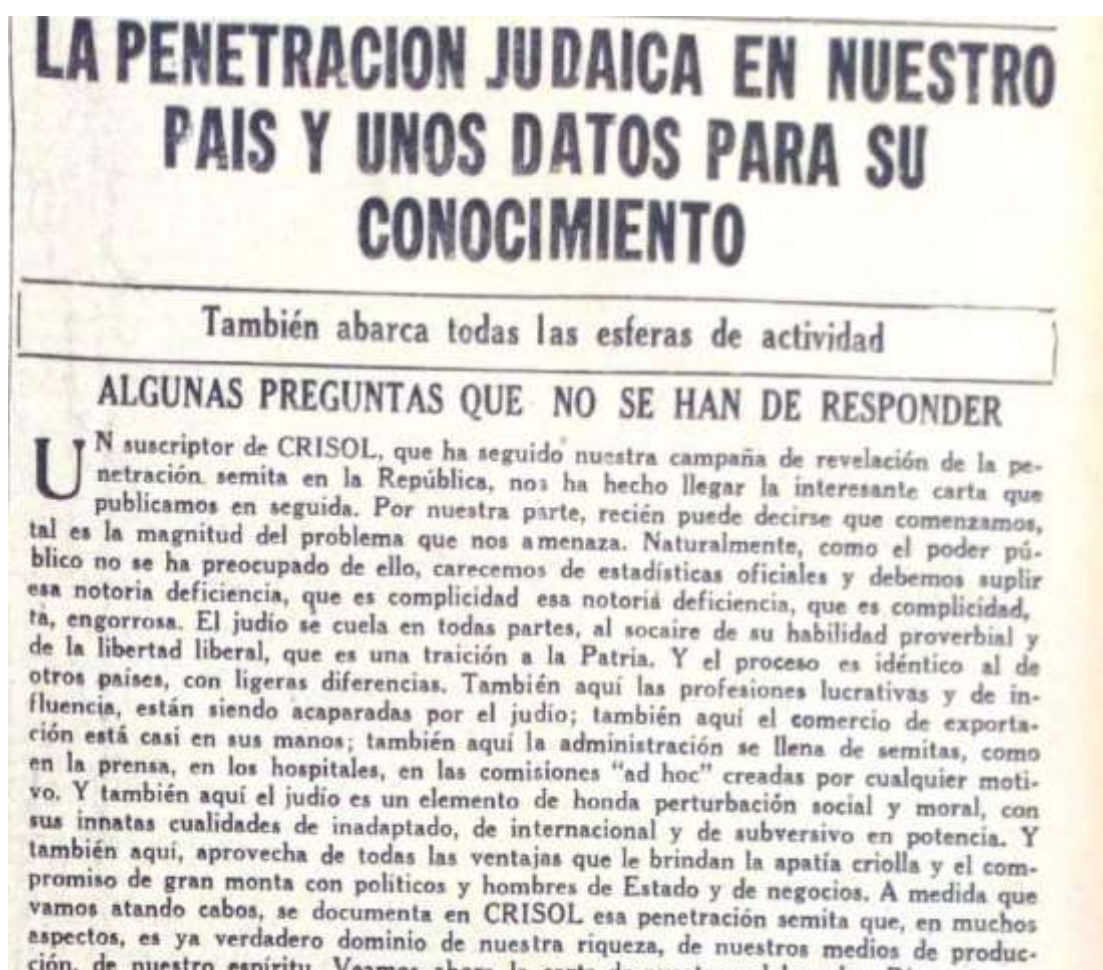 LA PENETRACION JUDAICA EN NUESTRO
PAIS Y UNOS DATOS PARA SU
CONOCIMIENTO
También abarca todas las esferas de actividad
ALGUNAS PREGUNTAS QUE NO SE HAN DE RESPONDER
UN suscriptor de CRISOL, que ha seguido nuestra campaña de revelación de la pe-
netración semita en la República, nos ha hecho llegar la interesante carta que
publicamos en seguida. Por nuestra parte, recién puede decirse que comenzamos,
tal es la magnitud del problema que nos amenaza. Naturalmente, como el poder pú-
blico no se ha preocupado de ello, carecemos de estadísticas oficiales y debemos suplir
esa notoria deficiencia, que es complicidad esa notoria deficiencia, que es complicidad,
ta, engorrosa. El judío se cuela en todas partes, al socaire de su habilidad proverbial y
de la libertad liberal, que es una traición a la Patria. Y el proceso es idéntico al de
otros países, con ligeras diferencias. También aquí las profesiones lucrativas y de in-
fluencia, están siendo acaparadas por el judío; también aquí el comercio de exporta-
ción está casi en sus manos; también aquí la administración se llena de semitas, como
en la prensa, en los hospitales, en las comisiones "ad hoc" creadas por cualquier moti-
vo. Y también aquí el judío es un elemento de honda perturbación social y moral, con
sus innatas cualidades de inadaptado, de internacional y de subversivo en potencia. Y
también aquí, aprovecha de todas las ventajas que le brindan la apatía criolla y el com-
promiso de gran monta con políticos y hombres de Estado y de negocios. A medida que
vamos atando cabos, se documenta en CRISOL esa penetración semita que, en muchos
aspectos, es ya verdadero dominio de nuestra riqueza, de nuestros medios de produc-
ción, de nuestro espíritu. Veamos ahora la carta de nuestro